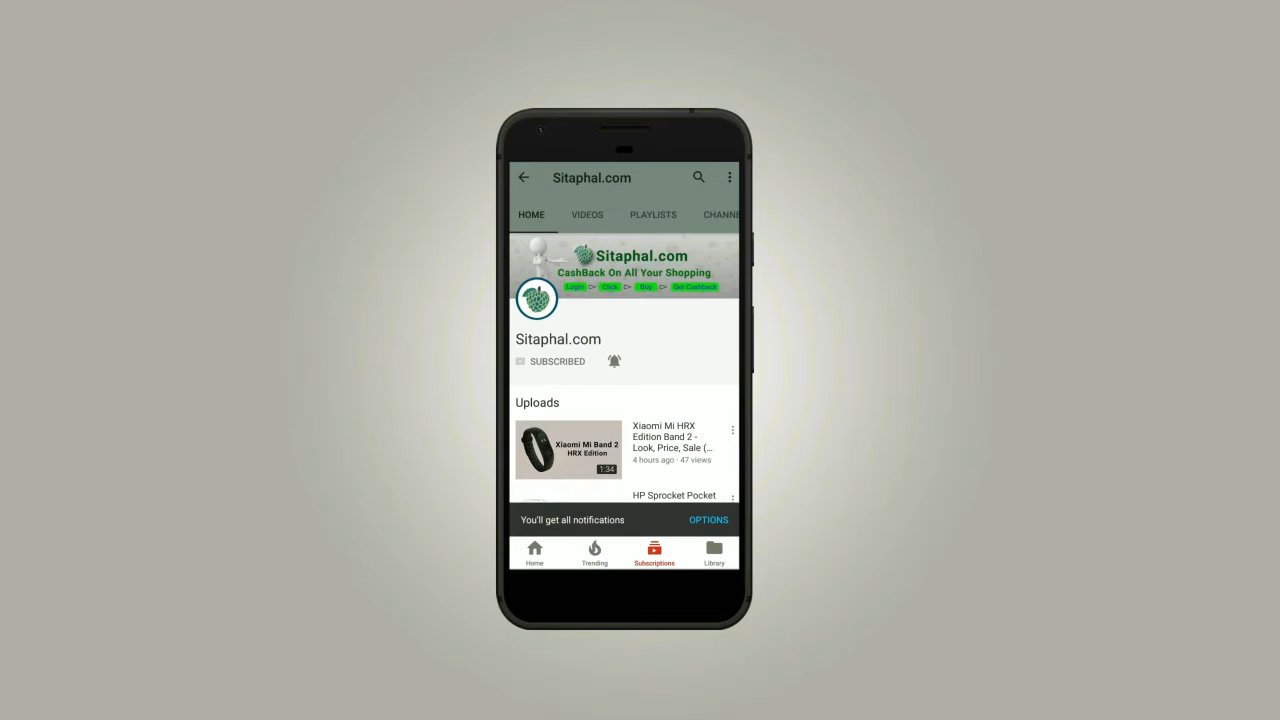 Sitaphal.com
HOME VIDEOS PLAYLISTS CHANNE
Sitaphal.com
CashBack On All Your Shopping
Login Click Buy Get Cashback
Sitaphal.com
SUBSCRIBED
Uploads
Xiaomi Mi Band 2
HRX Edition
1:34
Xiaomi Mi HRX
Edition Band 2 -
Look, Price, Sale (...
4 hours ago · 47 views
HP Sprocket Pocket
You'll get all notifications OPTIONS
Home Trending Subscriptions Library